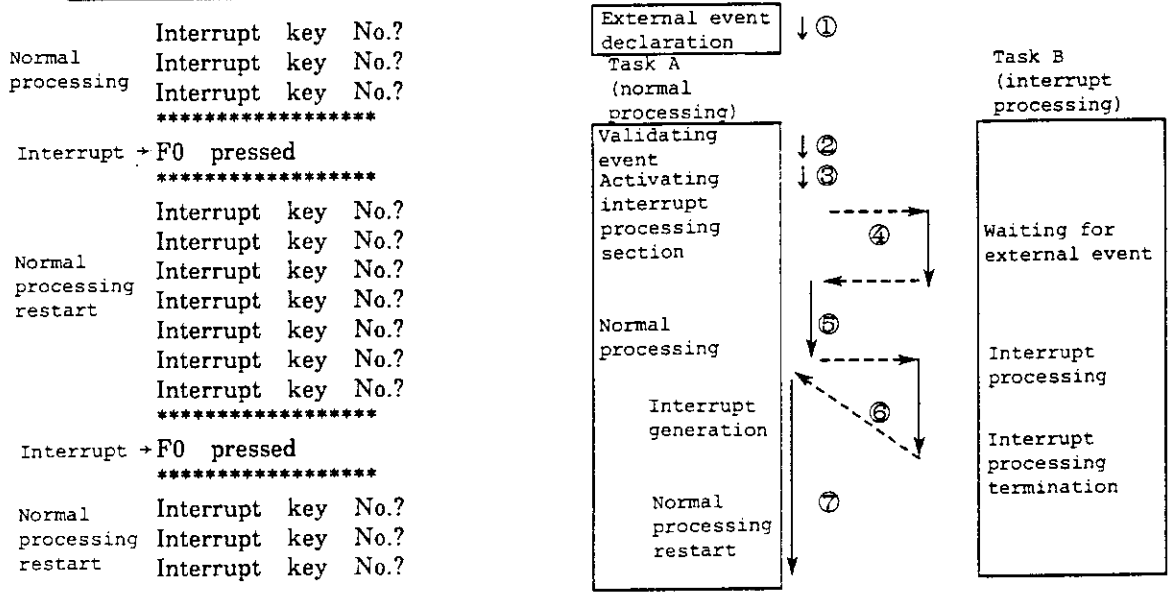 Interrupt key No.?
Normal Interrupt key No.?
processing Interrupt key No.?
******************
Interrupt → F0 pressed
******************
Interrupt key No.?
Interrupt key No.?
Normal Interrupt key No.?
processing Interrupt key No.?
restart Interrupt key No.?
Interrupt key No.?
Interrupt key No.?
******************
Interrupt → F0 pressed
******************
Normal Interrupt key No.?
processing Interrupt key No.?
restart Interrupt key No.?
External event
declaration
↓ ①
Task A
(normal
processing)
Validating
event
↓ ②
Activating
interrupt
processing
section
↓ ③
④
Normal
processing
⑤
Interrupt
generation
⑥
Normal
processing
restart
⑦
Task B
(interrupt
processing)
Waiting for
external event
Interrupt
processing
Interrupt
processing
termination